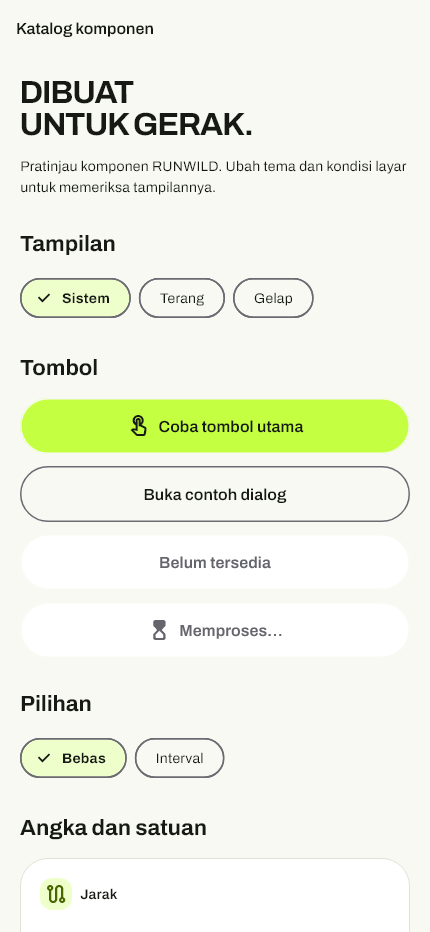 Katalog komponen
DIBUAT
UNTUK GERAK.
Pratinjau komponen RUNWILD. Ubah tema dan kondisi layar
untuk memeriksa tampilannya.
Tampilan
Sistem
Terang
Gelap
Tombol
Coba tombol utama
Buka contoh dialog
Belum tersedia
Memproses...
Pilihan
Bebas
Interval
Angka dan satuan
Jarak